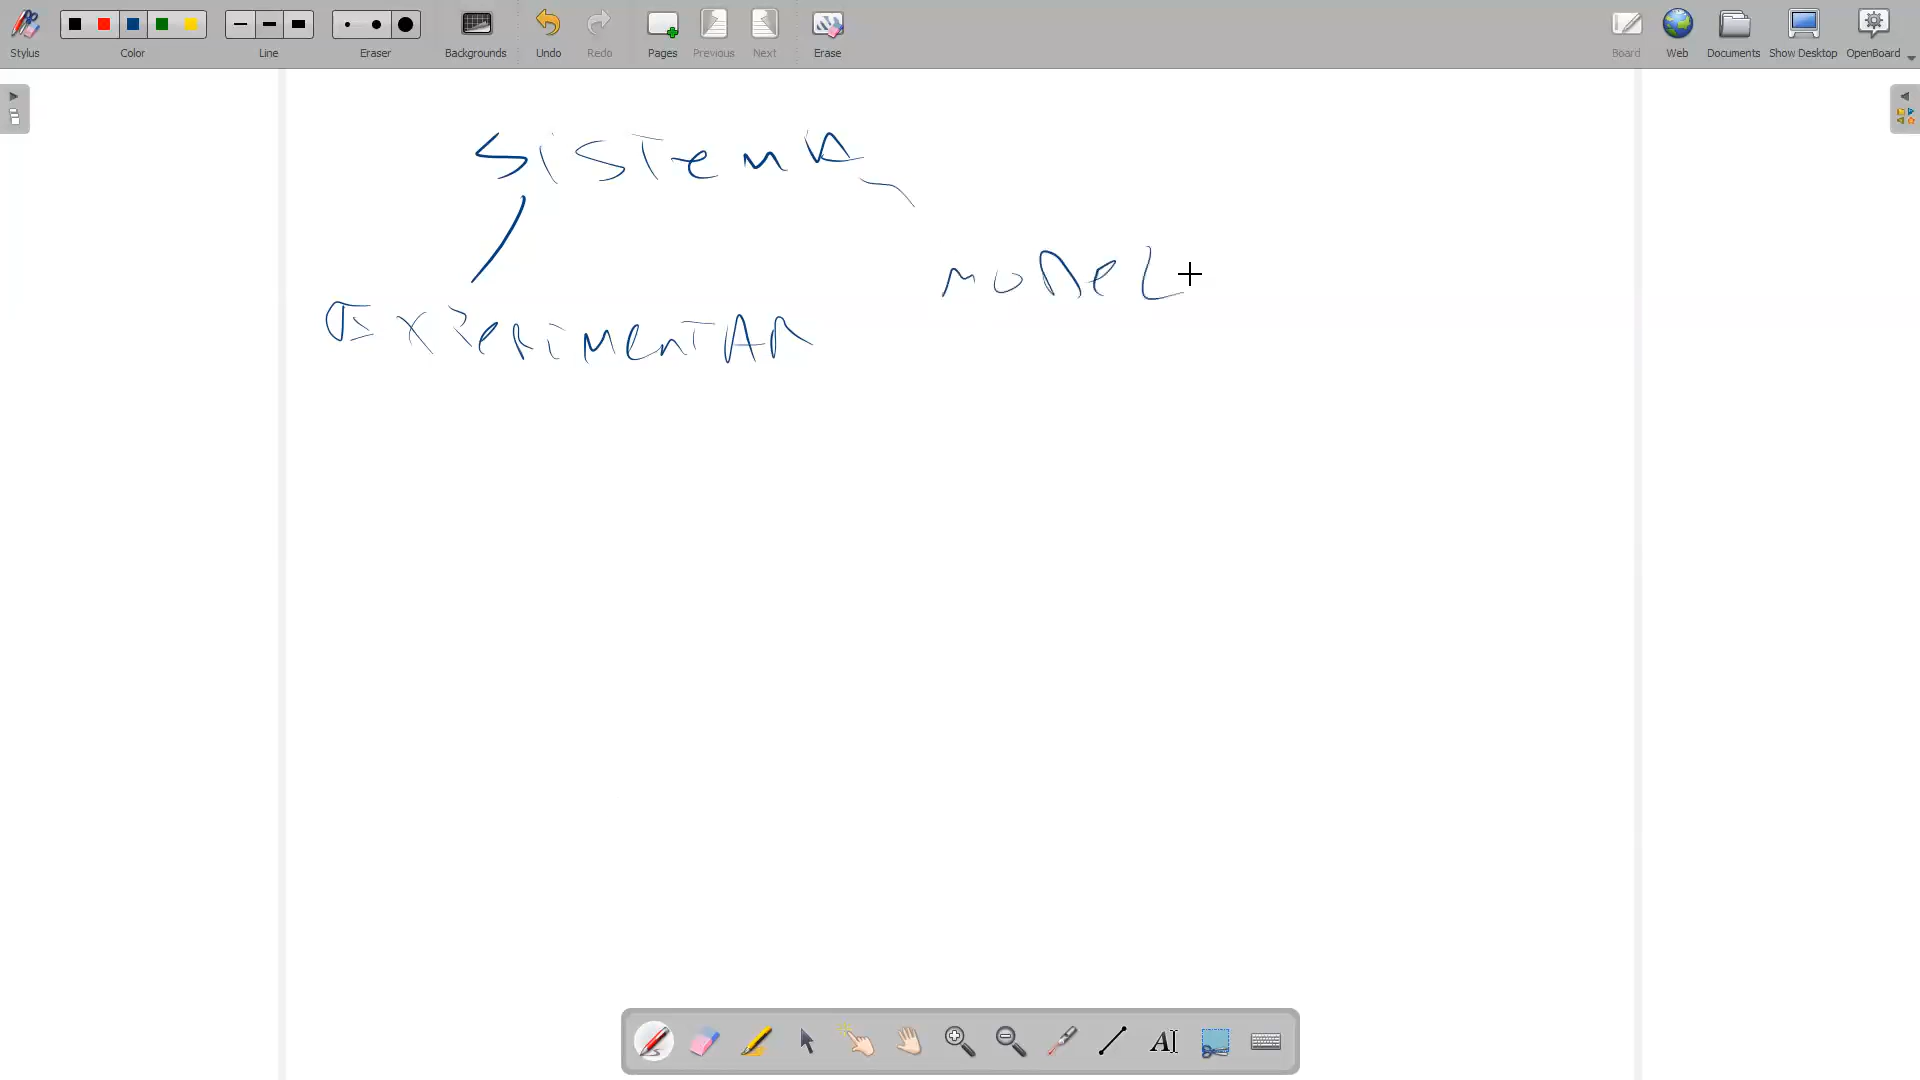 Stylus Color Line Eraser Backgrounds Undo Redo Pages Previous Next Erase Board Web Documents Show Desktop OpenBoard
SISTEMA
MODEL
EXPERIMENTAR